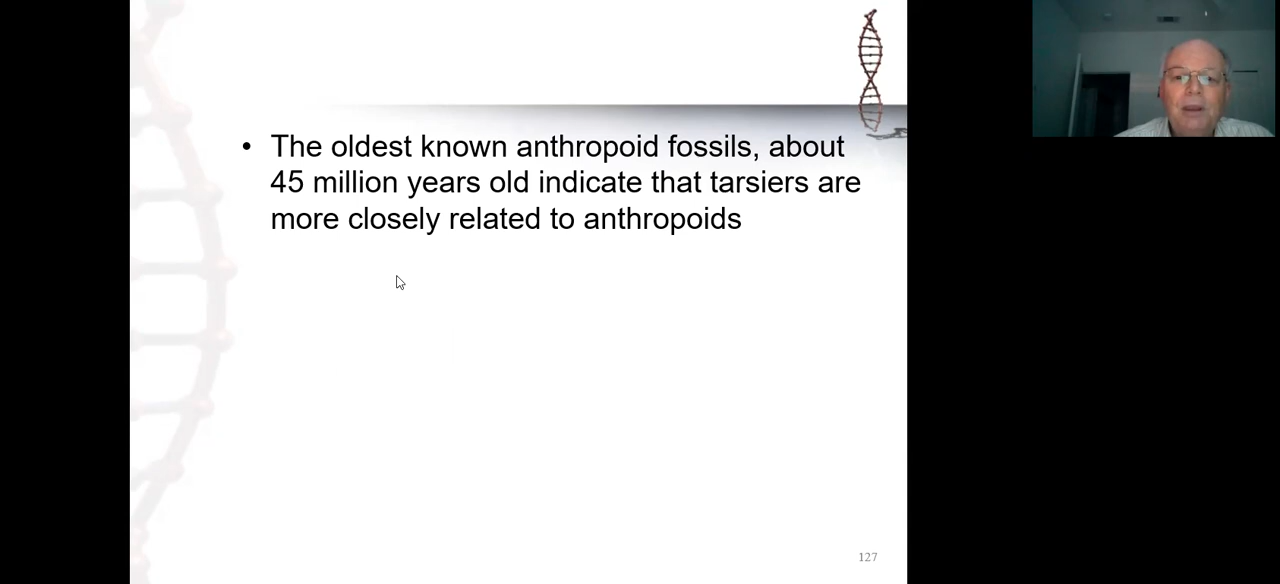 • The oldest known anthropoid fossils, about
45 million years old indicate that tarsiers are
more closely related to anthropoids
127